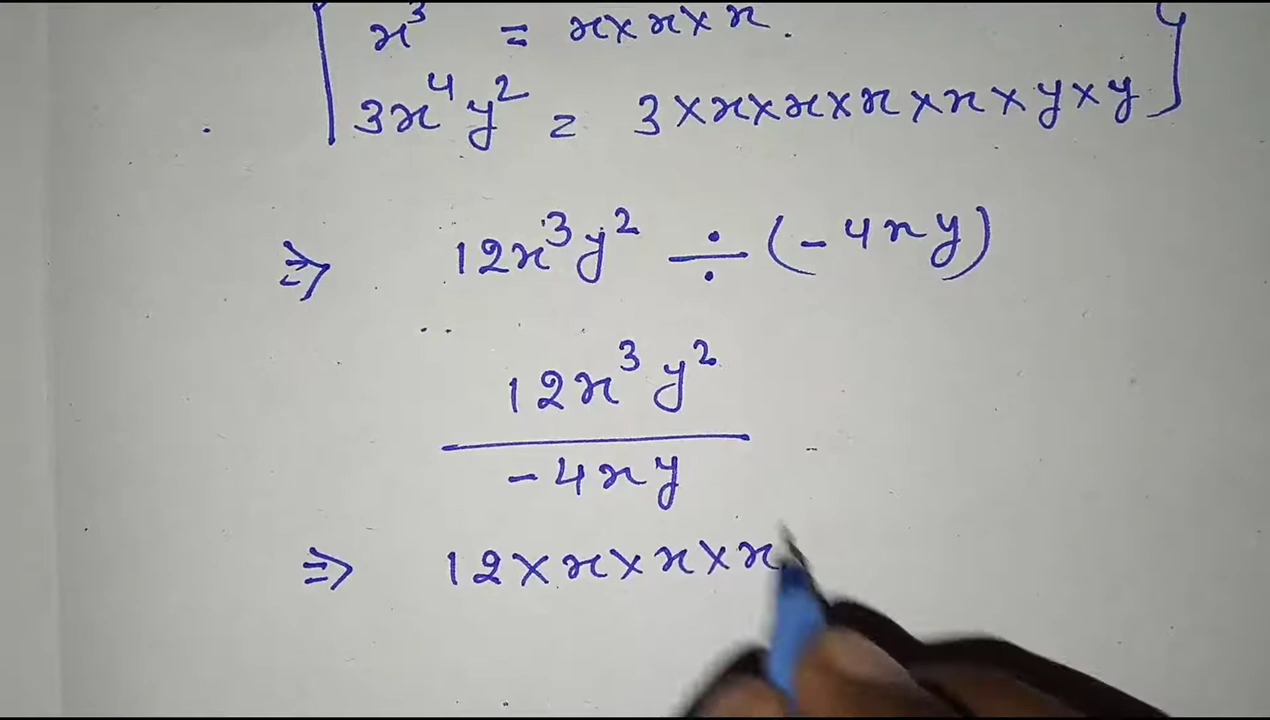 x³ = x×x×x.
3x⁴y² = 3×x×x×x×x×y×y
⇒ 12x³y² ÷ (-4xy)
12x³y²
-4xy
⇒ 12×x×x×x